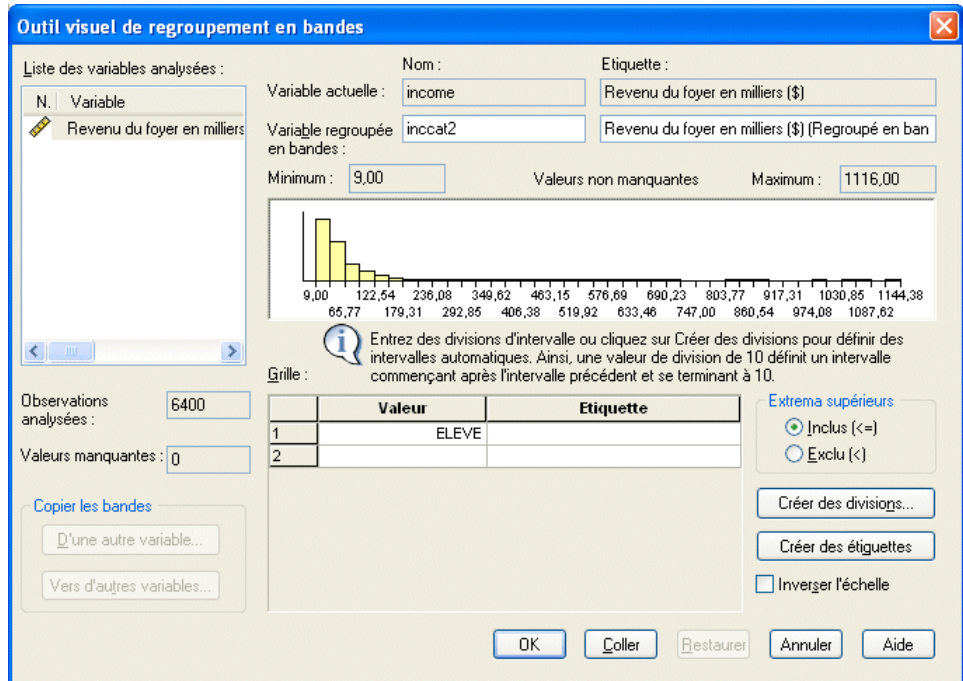 Outil visuel de regroupement en bandes
Liste des variables analysées :
N. Variable
Revenu du foyer en milliers
Nom :
Etiquette :
Variable actuelle :
income
Revenu du foyer en milliers ($)
Variable regroupée
en bandes :
inccat2
Revenu du foyer en milliers ($) (Regroupé en ban
Minimum :
9,00
Valeurs non manquantes
Maximum :
1116,00
9,00 122,54 236,08 349,62 463,15 576,69 690,23 803,77 917,31 1030,85 1144,38
65,77 179,31 292,85 406,38 519,92 633,46 747,00 860,54 974,08 1087,62
Entrez des divisions d'intervalle ou cliquez sur Créer des divisions pour définir des
intervalles automatiques. Ainsi, une valeur de division de 10 définit un intervalle
commençant après l'intervalle précédent et se terminant à 10.
Grille :
Valeur Etiquette
1 ELEVE
2
Observations
analysées :
6400
Valeurs manquantes :
0
Copier les bandes
D'une autre variable...
Vers d'autres variables...
Extrema supérieurs
Inclus (<=)
Exclu (<)
Créer des divisions...
Créer des étiquettes
Inverser l'échelle
OK Coller Restaurer Annuler Aide